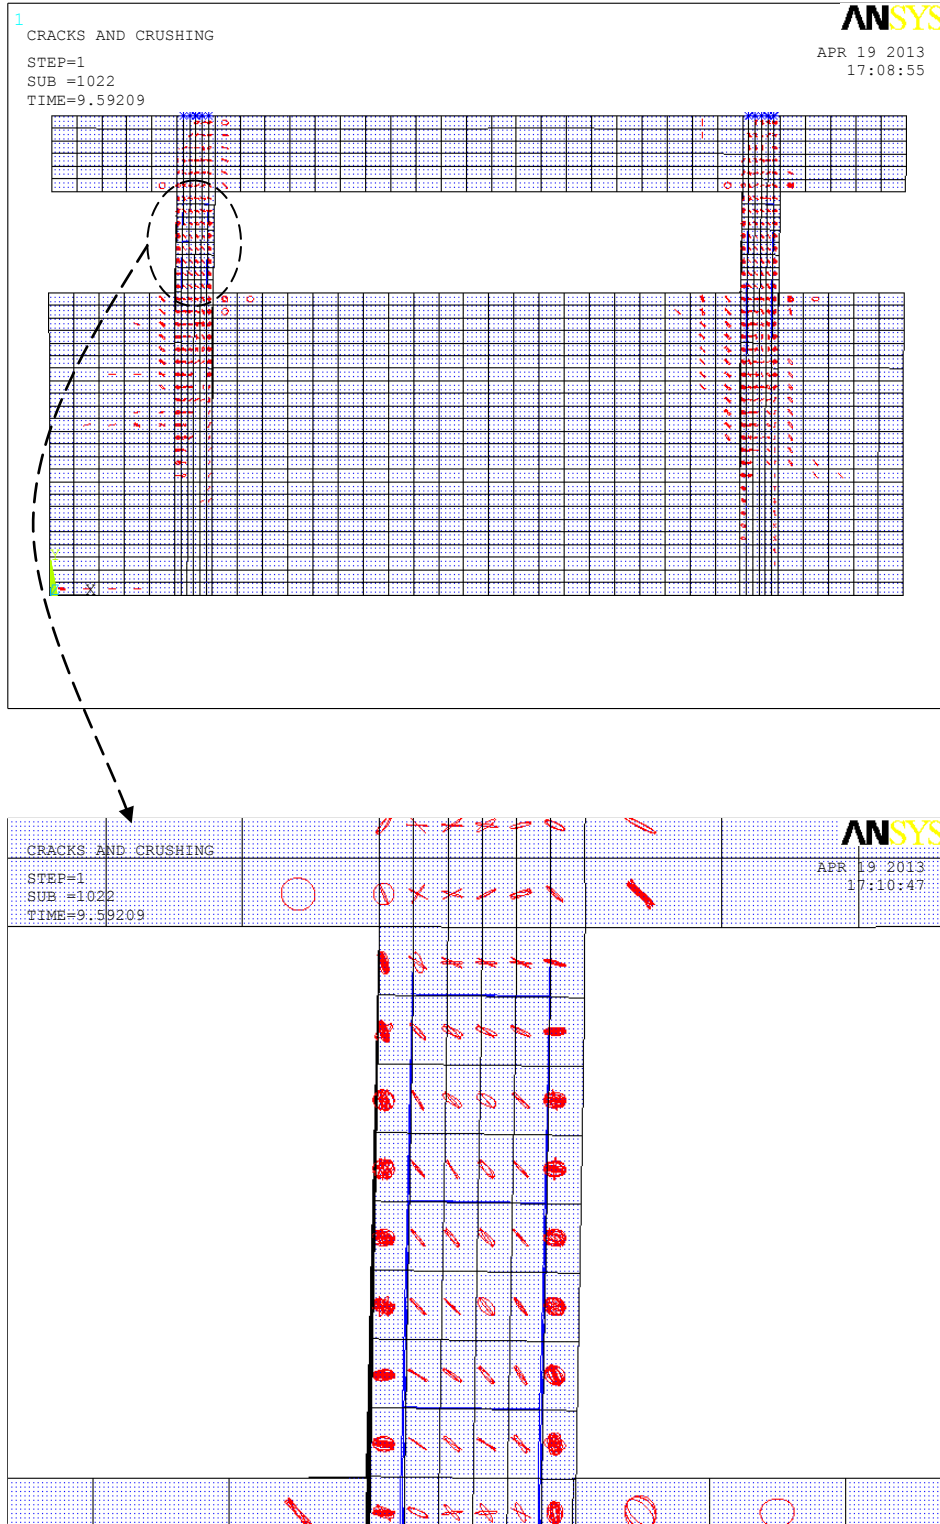 1
ANSYS
CRACKS AND CRUSHING
STEP=1
SUB =1022
TIME=9.59209
APR 19 2013
17:08:55
Y
X
ANSYS
CRACKS AND CRUSHING
STEP=1
SUB =1022
TIME=9.59209
APR 19 2013
17:10:47